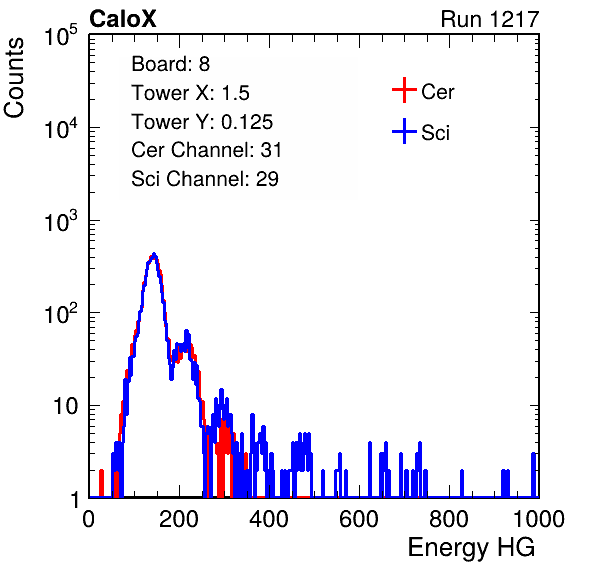 CaloX Run 1217
Counts
10^5
10^4
10^3
10^2
10
1
Board: 8
Tower X: 1.5
Tower Y: 0.125
Cer Channel: 31
Sci Channel: 29
Cer
Sci
0 200 400 600 800 1000
Energy HG